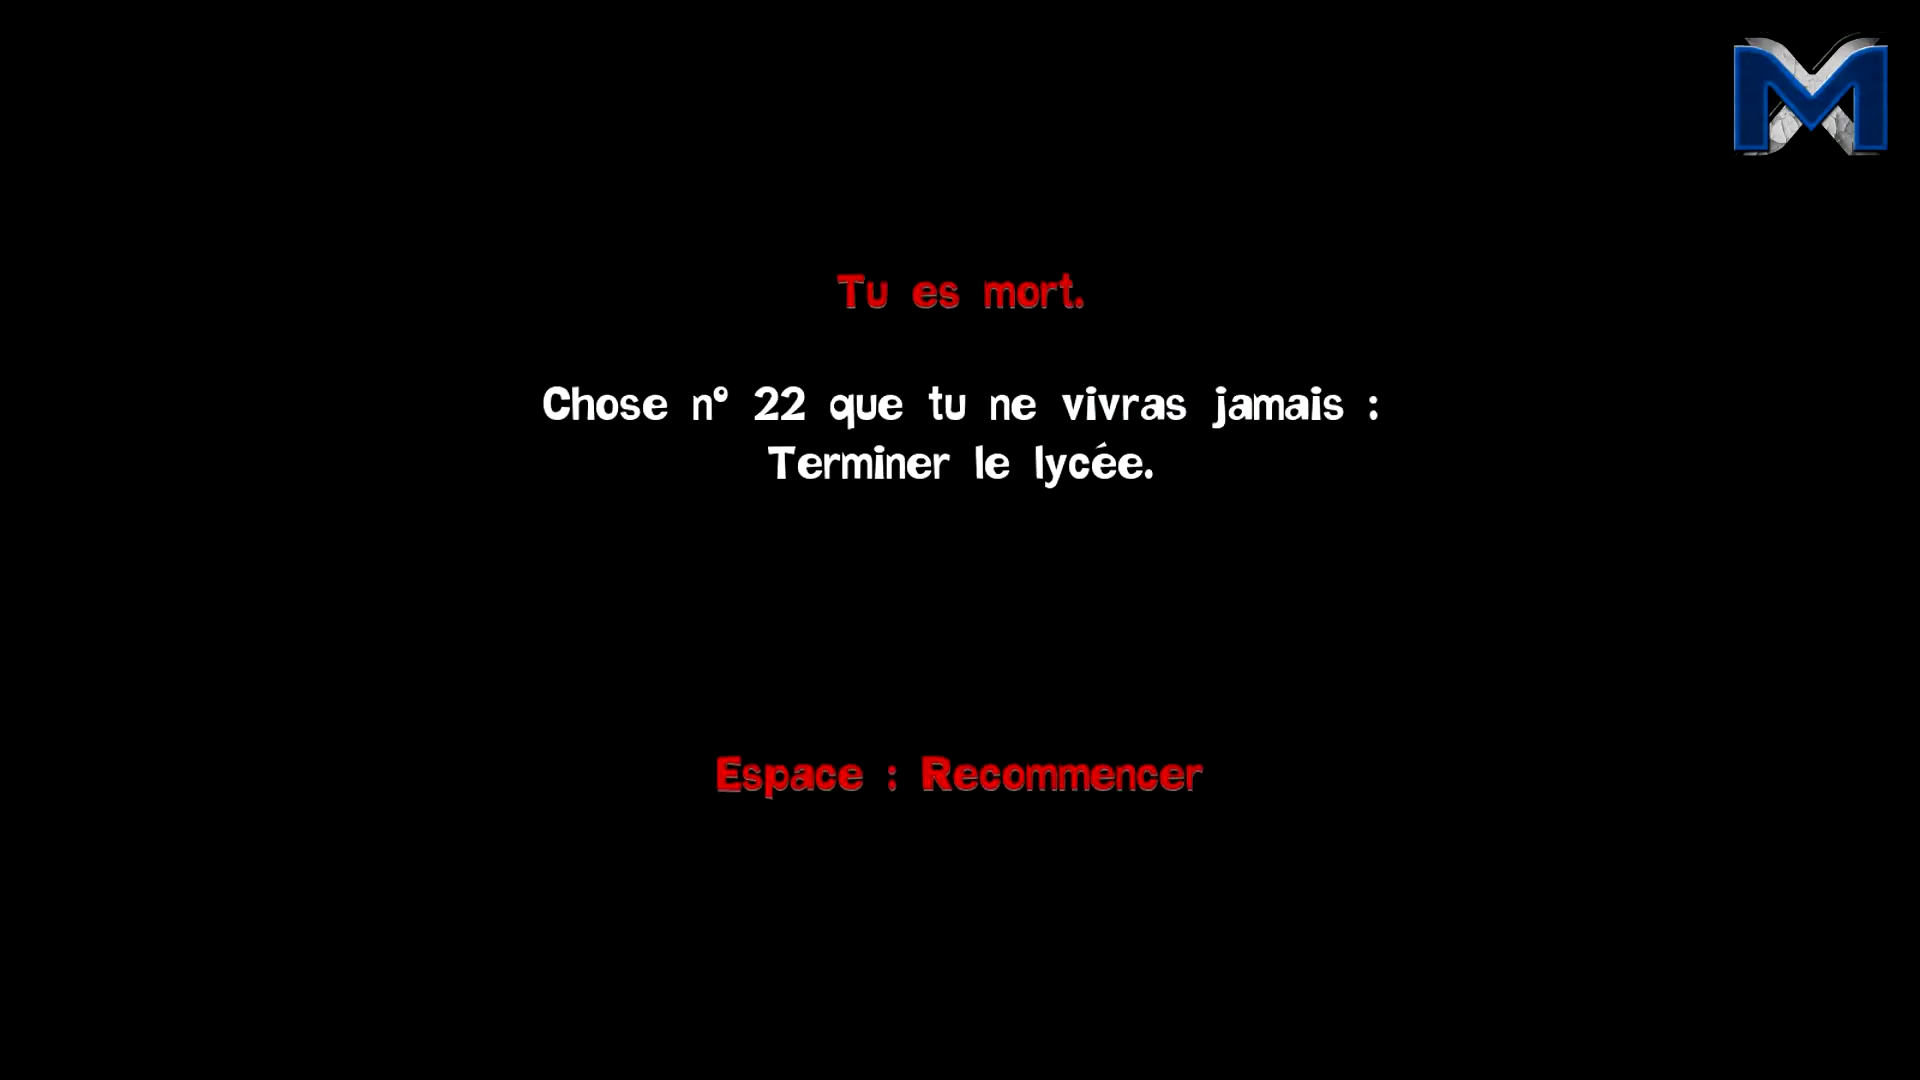 Tu es mort.
Chose n° 22 que tu ne vivras jamais :
Terminer le lycée.
Espace : Recommencer